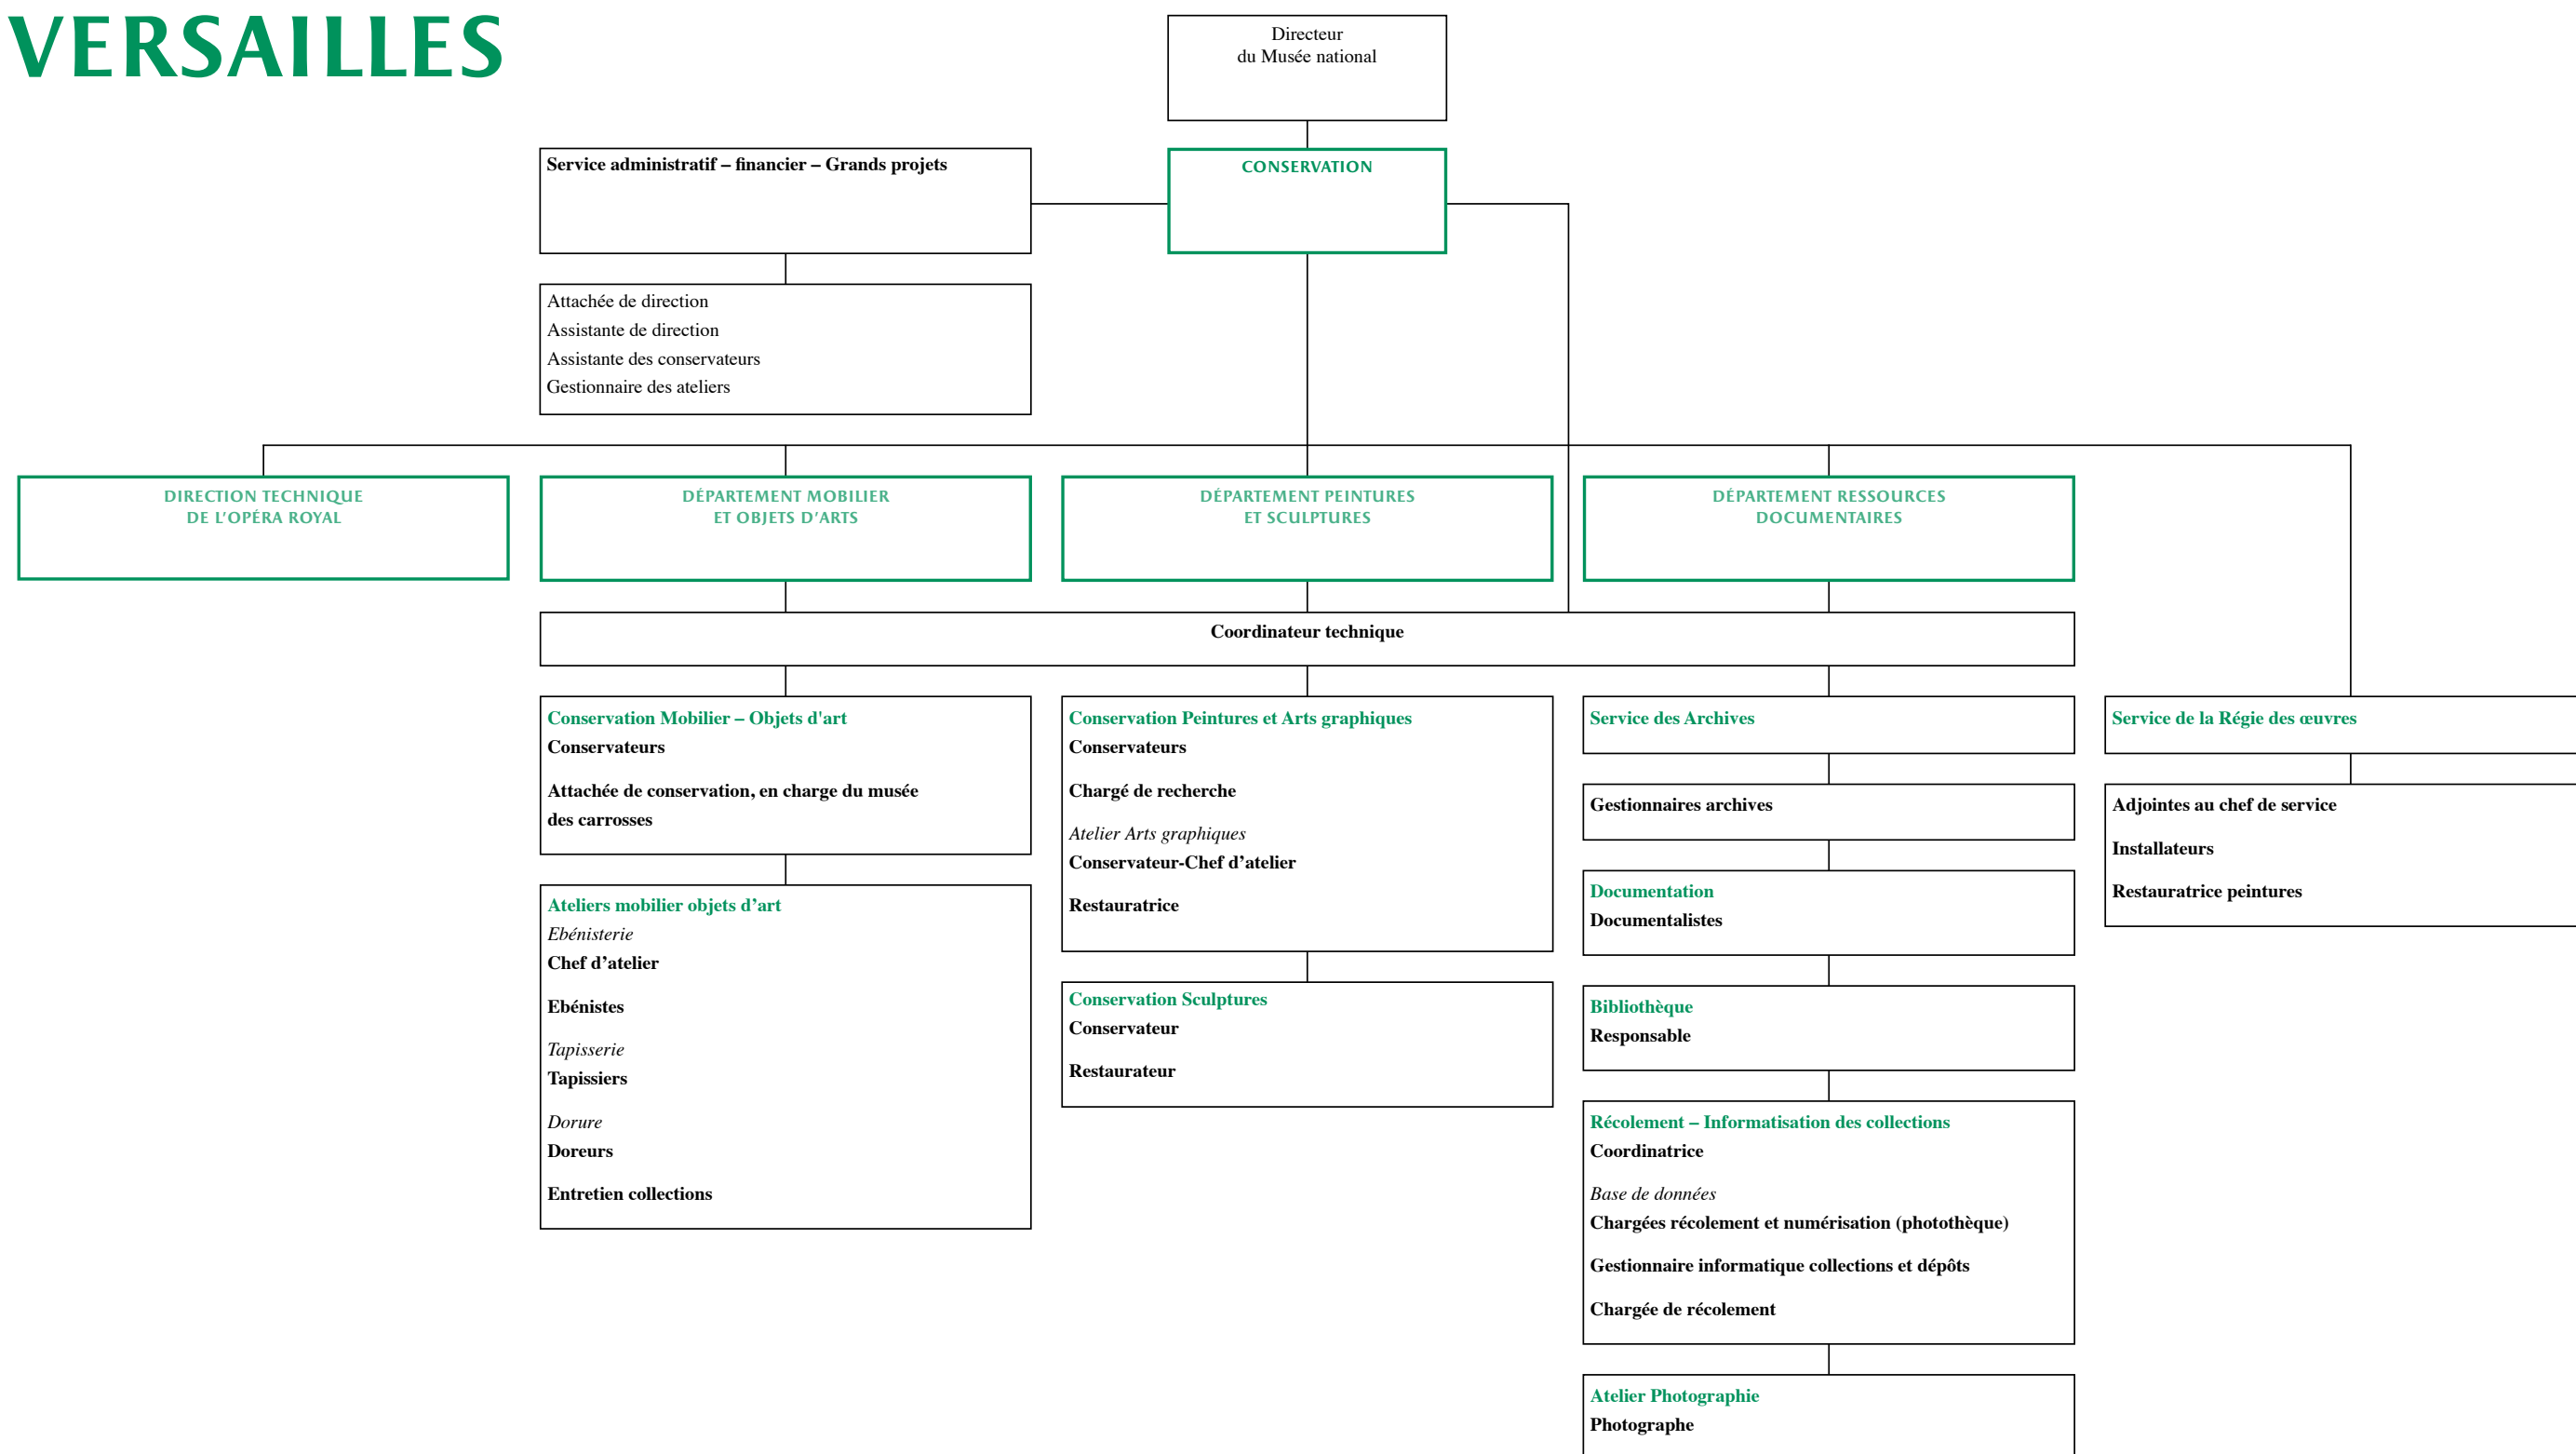 VERSAILLES
Directeur
du Musée national
Service administratif – financier – Grands projets
CONSERVATION
Attachée de direction
Assistante de direction
Assistante des conservateurs
Gestionnaire des ateliers
DIRECTION TECHNIQUE
DE L’OPÉRA ROYAL
DÉPARTEMENT MOBILIER
ET OBJETS D’ARTS
DÉPARTEMENT PEINTURES
ET SCULPTURES
DÉPARTEMENT RESSOURCES
DOCUMENTAIRES
Coordinateur technique
Conservation Mobilier – Objets d'art
Conservateurs
Attachée de conservation, en charge du musée
des carrosses
Ateliers mobilier objets d’art
Ebénisterie
Chef d’atelier
Ebénistes
Tapisserie
Tapissiers
Dorure
Doreurs
Entretien collections
Conservation Peintures et Arts graphiques
Conservateurs
Chargé de recherche
Atelier Arts graphiques
Conservateur-Chef d’atelier
Restauratrice
Conservation Sculptures
Conservateur
Restaurateur
Service des Archives
Gestionnaires archives
Documentation
Documentalistes
Bibliothèque
Responsable
Récolement – Informatisation des collections
Coordinatrice
Base de données
Chargées récolement et numérisation (photothèque)
Gestionnaire informatique collections et dépôts
Chargée de récolement
Atelier Photographie
Photographe
Service de la Régie des œuvres
Adjointes au chef de service
Installateurs
Restauratrice peintures